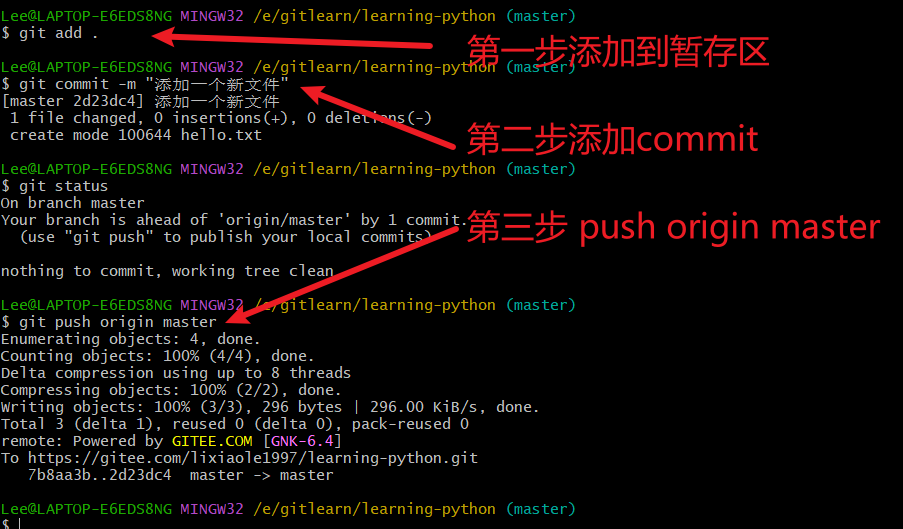 Lee@LAPTOP-E6EDS8NG MINGW32 /e/gitlearn/learning-python (master)
$ git add .
第一步添加到暂存区
Lee@LAPTOP-E6EDS8NG MINGW32 /e/gitlearn/learning-python (master)
$ git commit -m "添加一个新文件"
[master 2d23dc4] 添加一个新文件
1 file changed, 0 insertions(+), 0 deletions(-)
create mode 100644 hello.txt
第二步添加commit
Lee@LAPTOP-E6EDS8NG MINGW32 /e/gitlearn/learning-python (master)
$ git status
On branch master
Your branch is ahead of 'origin/master' by 1 commit.
(use "git push" to publish your local commits)
第三步 push origin master
nothing to commit, working tree clean
Lee@LAPTOP-E6EDS8NG MINGW32 /e/gitlearn/learning-python (master)
$ git push origin master
Enumerating objects: 4, done.
Counting objects: 100% (4/4), done.
Delta compression using up to 8 threads
Compressing objects: 100% (2/2), done.
Writing objects: 100% (3/3), 296 bytes | 296.00 KiB/s, done.
Total 3 (delta 1), reused 0 (delta 0), pack-reused 0
remote: Powered by GITEE.COM [GNK-6.4]
To https://gitee.com/lixiaole1997/learning-python.git
7b8aa3b..2d23dc4  master -> master
Lee@LAPTOP-E6EDS8NG MINGW32 /e/gitlearn/learning-python (master)
$